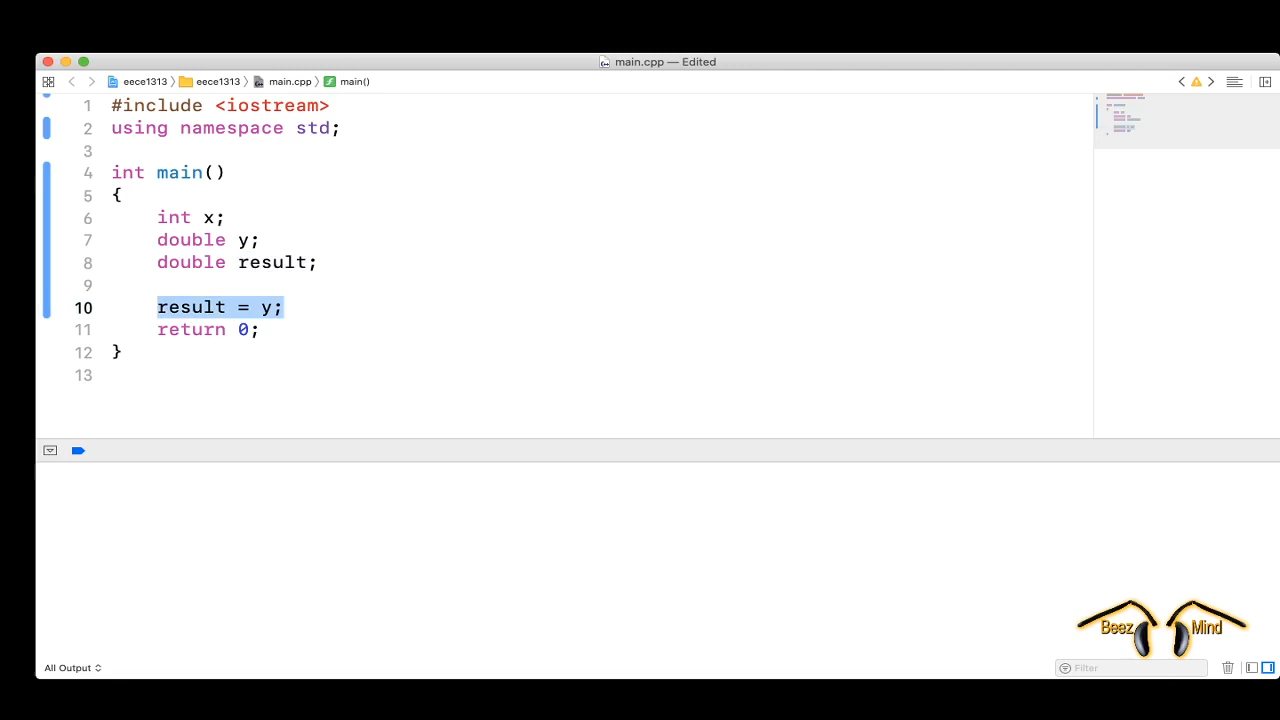 main.cpp — Edited
eece1313 eece1313 main.cpp main()
1 #include <iostream>
2 using namespace std;
3
4 int main()
5 {
6 int x;
7 double y;
8 double result;
9
10 result = y;
11 return 0;
12 }
13
Beez Mind
All Output
Filter